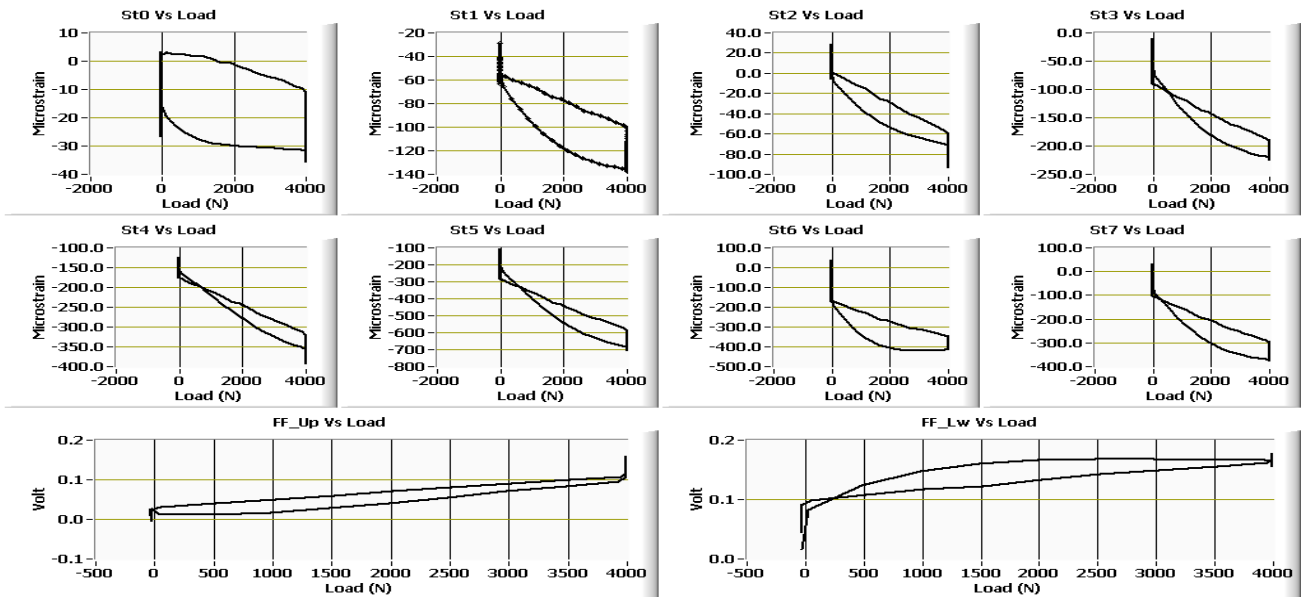 St0 Vs Load
10
0
-10
-20
-30
-40
Microstrain
-2000 0 2000 4000
Load (N)
St1 Vs Load
-20
-40
-60
-80
-100
-120
-140
Microstrain
-2000 0 2000 4000
Load (N)
St2 Vs Load
40.0
20.0
0.0
-20.0
-40.0
-60.0
-80.0
-100.0
Microstrain
-2000 0 2000 4000
Load (N)
St3 Vs Load
0.0
-50.0
-100.0
-150.0
-200.0
-250.0
Microstrain
-2000 0 2000 4000
Load (N)
St4 Vs Load
-100.0
-150.0
-200.0
-250.0
-300.0
-350.0
-400.0
Microstrain
-2000 0 2000 4000
Load (N)
St5 Vs Load
-100
-200
-300
-400
-500
-600
-700
-800
Microstrain
-2000 0 2000 4000
Load (N)
St6 Vs Load
100.0
0.0
-100.0
-200.0
-300.0
-400.0
-500.0
Microstrain
-2000 0 2000 4000
Load (N)
St7 Vs Load
100.0
0.0
-100.0
-200.0
-300.0
-400.0
Microstrain
-2000 0 2000 4000
Load (N)
FF_Up Vs Load
0.2
0.1
0.0
-0.1
Volt
-500 0 500 1000 1500 2000 2500 3000 3500 4000
Load (N)
FF_Lw Vs Load
0.2
0.1
0.0
Volt
-500 0 500 1000 1500 2000 2500 3000 3500 4000
Load (N)